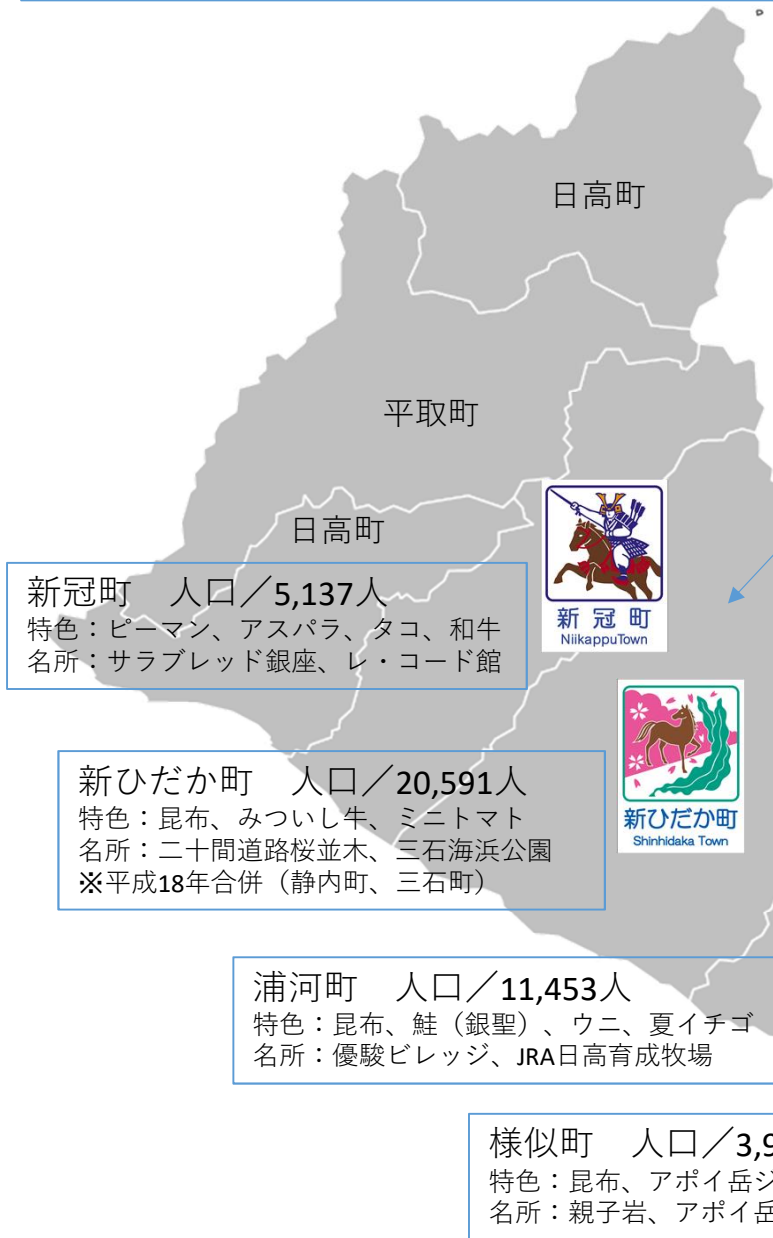 日高町
平取町
日高町
新冠町　人口／5,137人
特色：ピーマン、アスパラ、タコ、和牛
名所：サラブレッド銀座、レ・コード館
新 冠 町
NiikappuTown
新ひだか町　人口／20,591人
特色：昆布、みついし牛、ミニトマト
名所：二十間道路桜並木、三石海浜公園
※平成18年合併（静内町、三石町）
新ひだか町
Shinhidaka Town
浦河町　人口／11,453人
特色：昆布、鮭（銀聖）、ウニ、夏イチゴ
名所：優駿ビレッジ、JRA日高育成牧場
様似町　人口／3,9
特色：昆布、アポイ岳ジ
名所：親子岩、アポイ岳